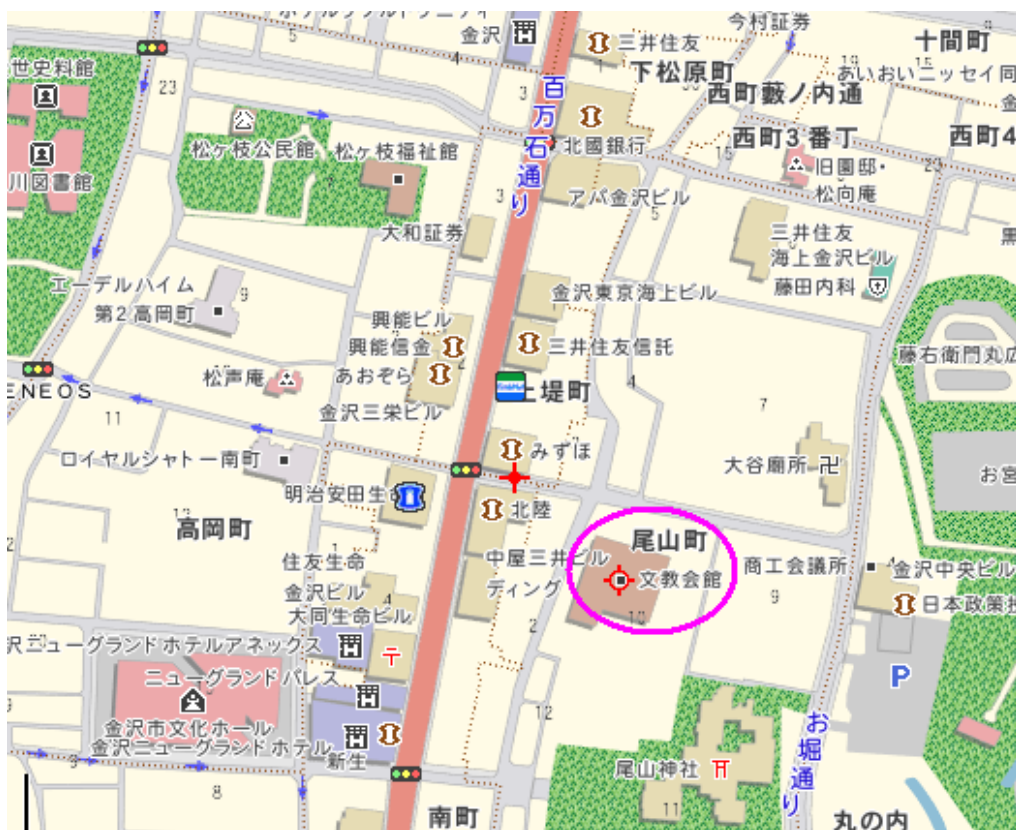 金沢
三井住友
今村証券
十間町
下松原町
世史料館
23
西町藪ノ内通
あいおいニッセイ同
百万石通り
松ヶ枝公民館
松ヶ枝福祉館
北國銀行
西町3番丁
西町4
旧園邸・
松向庵
川図書館
アパ金沢ビル
大和証券
三井住友
海上金沢ビル
藤田内科
エーデルハイム
第2高岡町
9
金沢東京海上ビル
興能ビル
興能信金
三井住友信託
藤右衛門丸広
あおぞら
松声庵
ENEOS
上堤町
金沢三栄ビル
11
7
みずほ
ロイヤルシャトー南町
大谷廟所
お宮
明治安田生命
北陸
高岡町
尾山町
中屋三井ビル
ディング
文教会館
商工会議所
金沢中央ビル
住友生命
金沢ビル
大同生命ビル
日本政策投
10
9
2
沢ニューグランドホテルアネックス
ニューグランドパレス
P
金沢市文化ホール
金沢ニューグランドホテル
新生
12
お堀通り
尾山神社
8
11
南町
丸の内